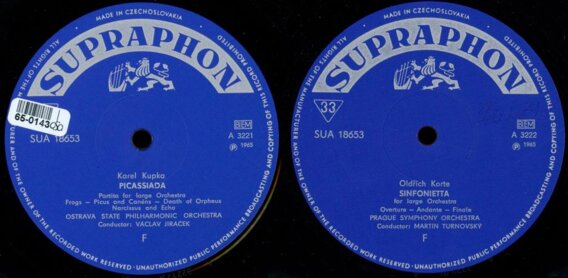 MADE IN CZECHOSLOVAKIA
ALL RIGHTS OF THE MANUFACTURER AND OF THE OWNER OF THE RECORDED WORK RESERVED · UNAUTHORIZED PUBLIC PERFORMANCE BROADCASTING AND COPYING OF THIS RECORD PROHIBITED
SUPRAPHON
65-0143
SUA 18653
BIEM
A 3221
℗ 1965
Karel Kupka
PICASSIADA
Partita for large Orchestra
Frogs – Picus and Canéns – Death of Orpheus
Narcissus and Echo
OSTRAVA STATE PHILHARMONIC ORCHESTRA
Conductor: VACLAV JIRACEK
F
MADE IN CZECHOSLOVAKIA
ALL RIGHTS OF THE MANUFACTURER AND OF THE OWNER OF THE RECORDED WORK RESERVED · UNAUTHORIZED PUBLIC PERFORMANCE BROADCASTING AND COPYING OF THIS RECORD PROHIBITED
SUPRAPHON
33
SUA 18653
BIEM
A 3222
℗ 1965
Oldřich Korte
SINFONIETTA
for large Orchestra
Overture – Andante – Finale
PRAGUE SYMPHONY ORCHESTRA
Conductor: MARTIN TURNOVSKÝ
F